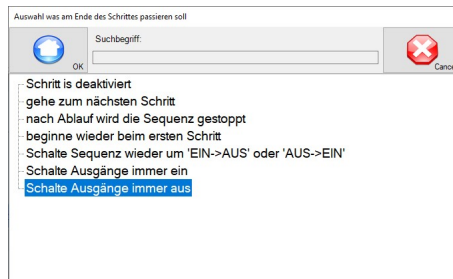 Auswahl was am Ende des Schrittes passieren soll
Suchbegriff:
OK
Cancel
Schritt is deaktiviert
gehe zum nächsten Schritt
nach Ablauf wird die Sequenz gestoppt
beginne wieder beim ersten Schritt
Schalte Sequenz wieder um 'EIN->AUS' oder 'AUS->EIN'
Schalte Ausgänge immer ein
Schalte Ausgänge immer aus